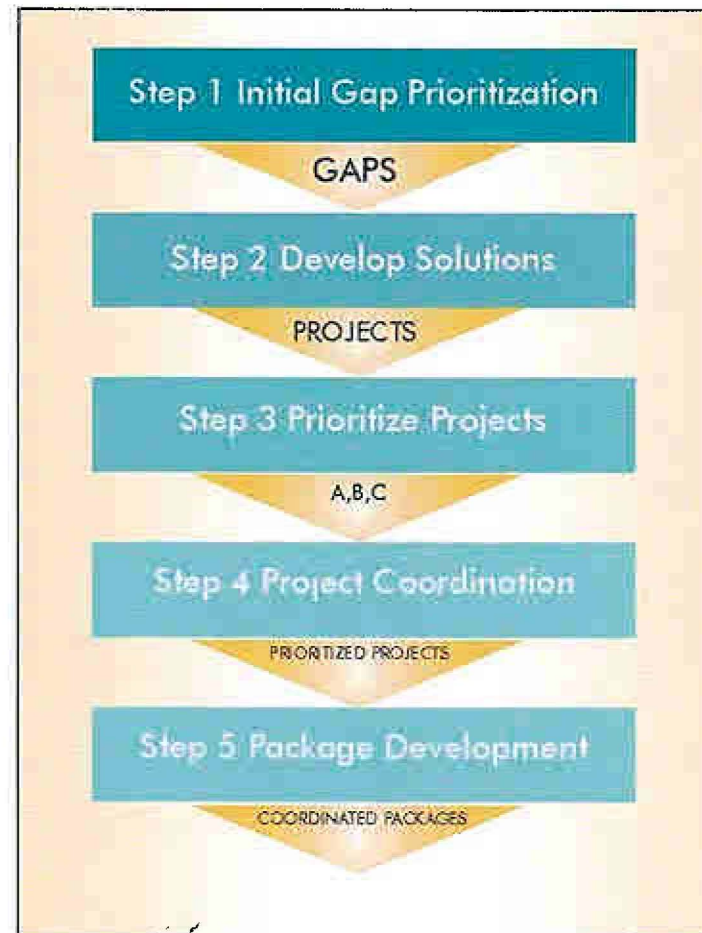 Step 1 Initial Gap Prioritization
GAPS
Step 2 Develop Solutions
PROJECTS
Step 3 Prioritize Projects
A,B,C
Step 4 Project Coordination
PRIORITIZED PROJECTS
Step 5 Package Development
COORDINATED PACKAGES